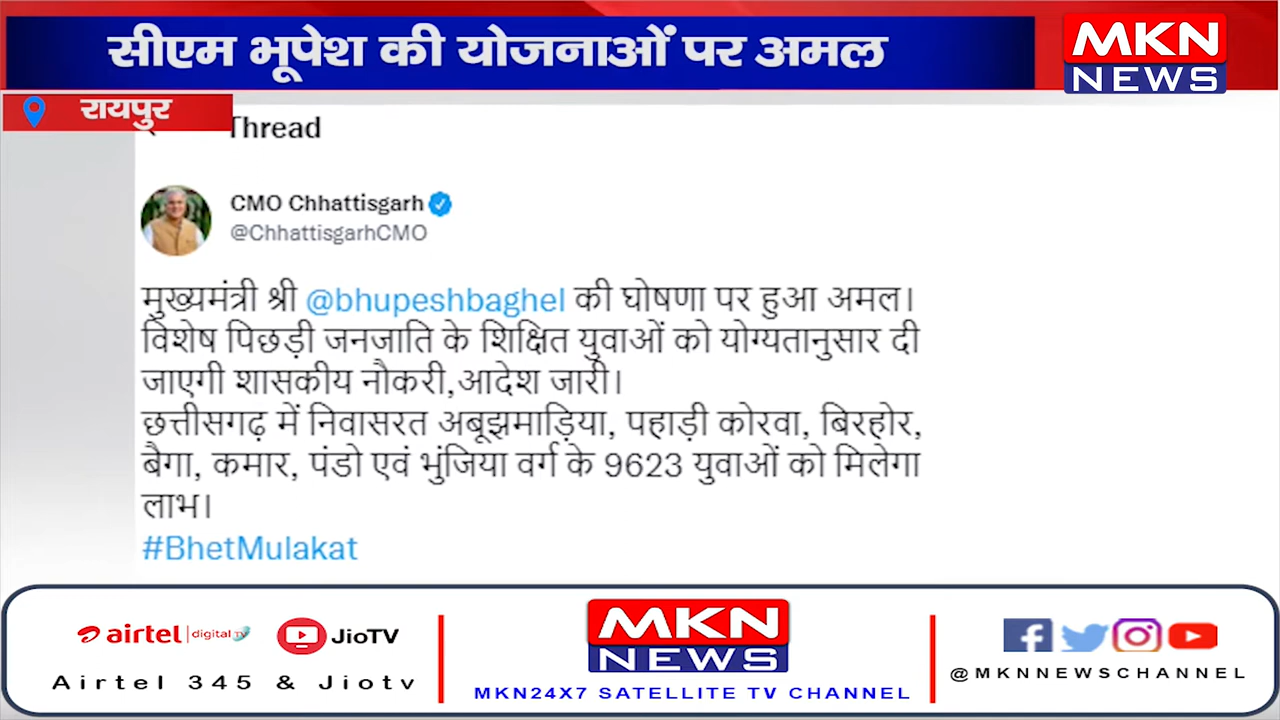 सीएम भूपेश की योजनाओं पर अमल
MKN
NEWS
रायपुर
Thread
CMO Chhattisgarh
@ChhattisgarhCMO
मुख्यमंत्री श्री @bhupeshbaghel की घोषणा पर हुआ अमल।
विशेष पिछड़ी जनजाति के शिक्षित युवाओं को योग्यतानुसार दी
जाएगी शासकीय नौकरी,आदेश जारी।
छत्तीसगढ़ में निवासरत अबूझमाड़िया, पहाड़ी कोरवा, बिरहोर,
बैगा, कमार, पंडो एवं भुंजिया वर्ग के 9623 युवाओं को मिलेगा
लाभ।
#BhetMulakat
airtel digital TV JioTV
Airtel 345 & Jiotv
MKN
NEWS
MKN24X7 SATELLITE TV CHANNEL
@MKNNEWSCHANNEL